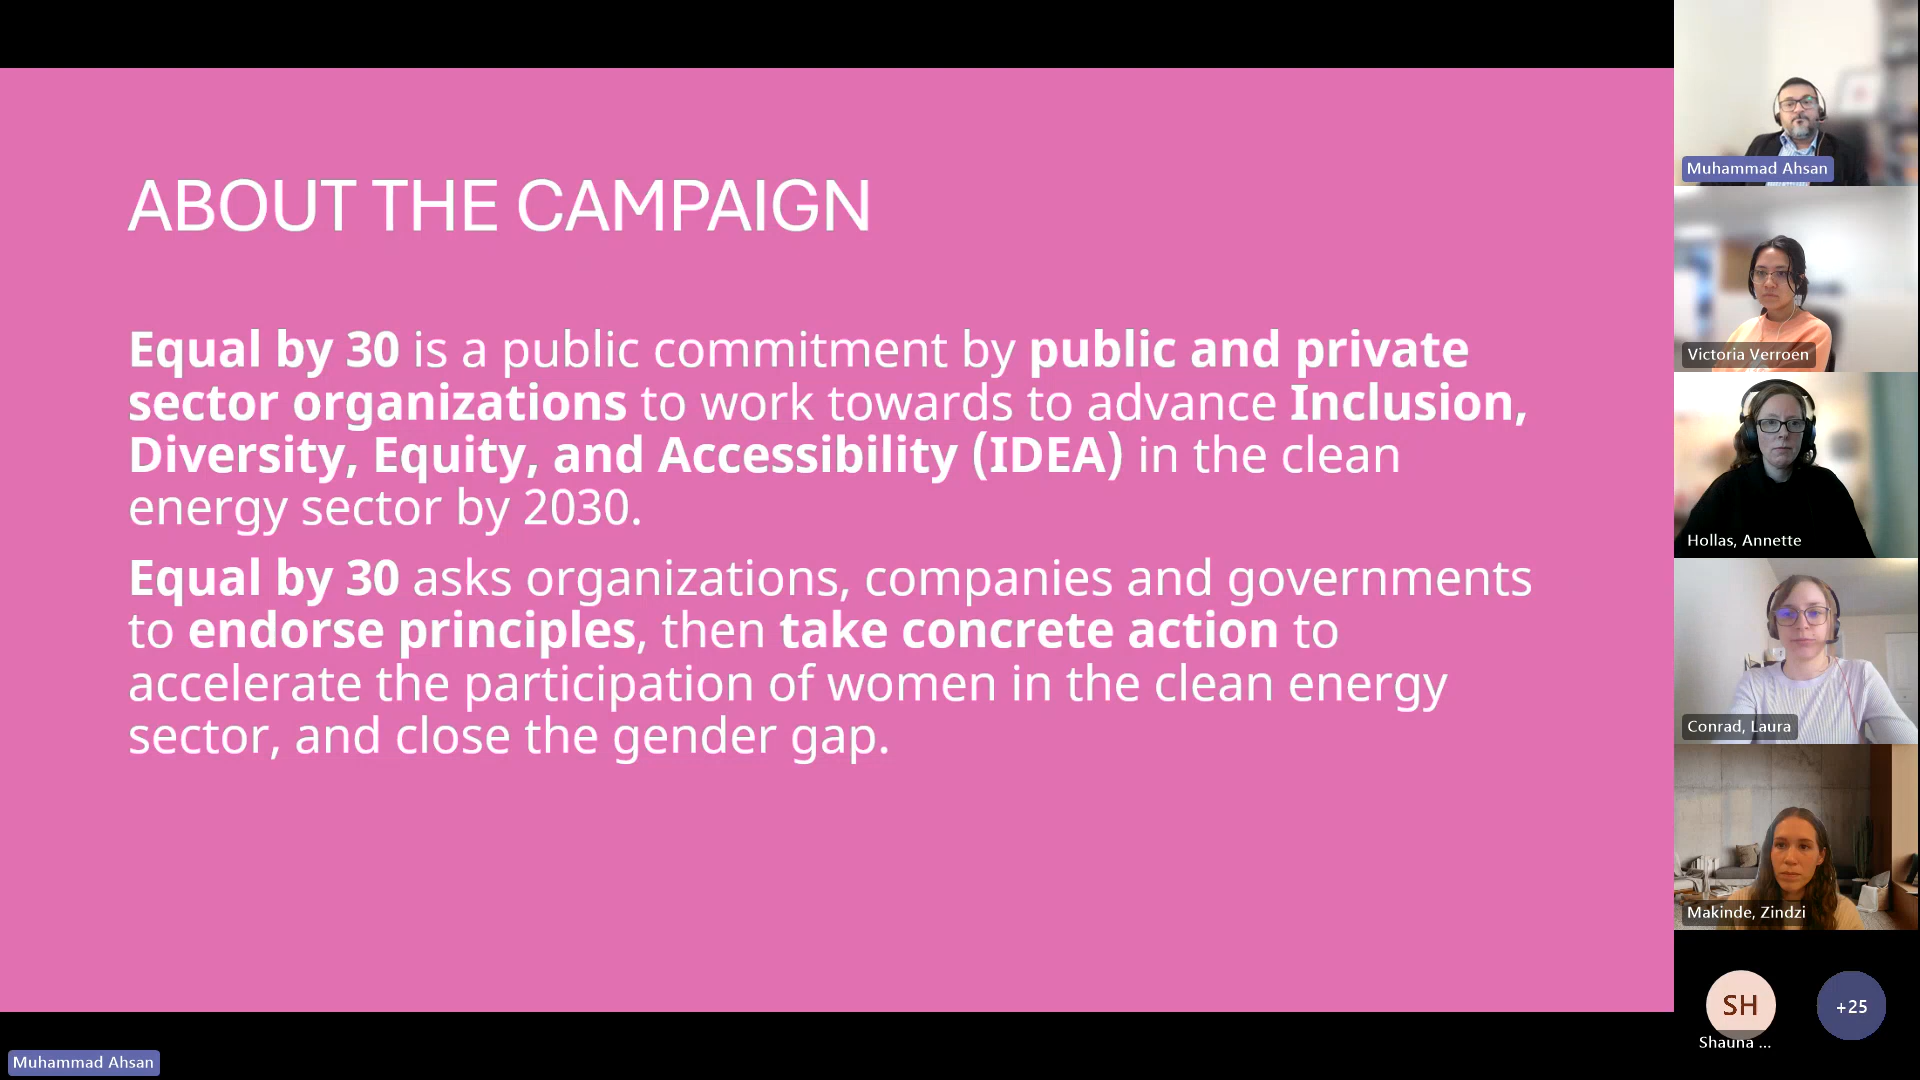 ABOUT THE CAMPAIGN
Equal by 30 is a public commitment by public and private
sector organizations to work towards to advance Inclusion,
Diversity, Equity, and Accessibility (IDEA) in the clean
energy sector by 2030.
Equal by 30 asks organizations, companies and governments
to endorse principles, then take concrete action to
accelerate the participation of women in the clean energy
sector, and close the gender gap.
Muhammad Ahsan
Victoria Verroen
Hollas, Annette
Conrad, Laura
Makinde, Zindzi
SH
+25
Shauna ...
Muhammad Ahsan